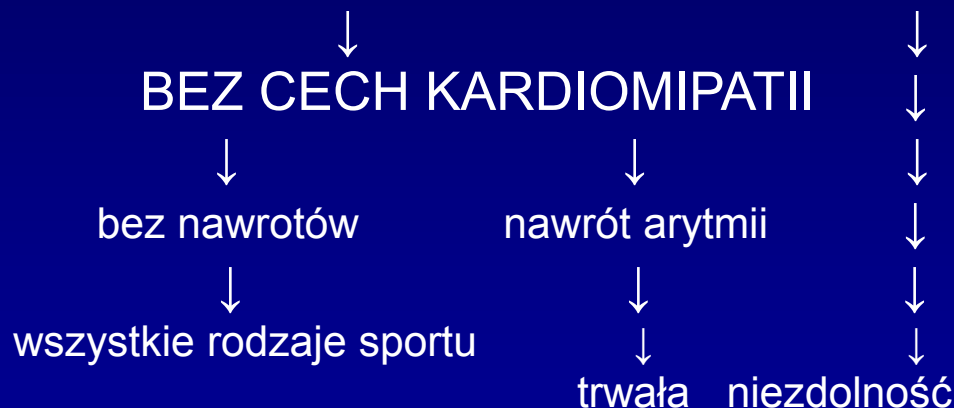 ↓ ↓
BEZ CECH KARDIOMIPATII ↓
↓ ↓ ↓
bez nawrotów nawrót arytmii ↓
↓ ↓ ↓
wszystkie rodzaje sportu ↓ ↓
trwała niezdolność